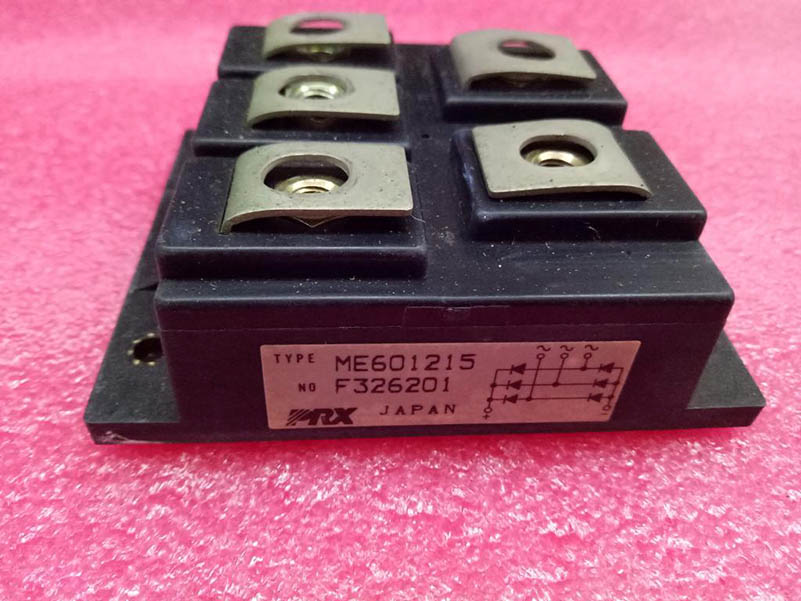 TYPE ME601215
NO F326201
PRX JAPAN
~ ~ ~
+ -